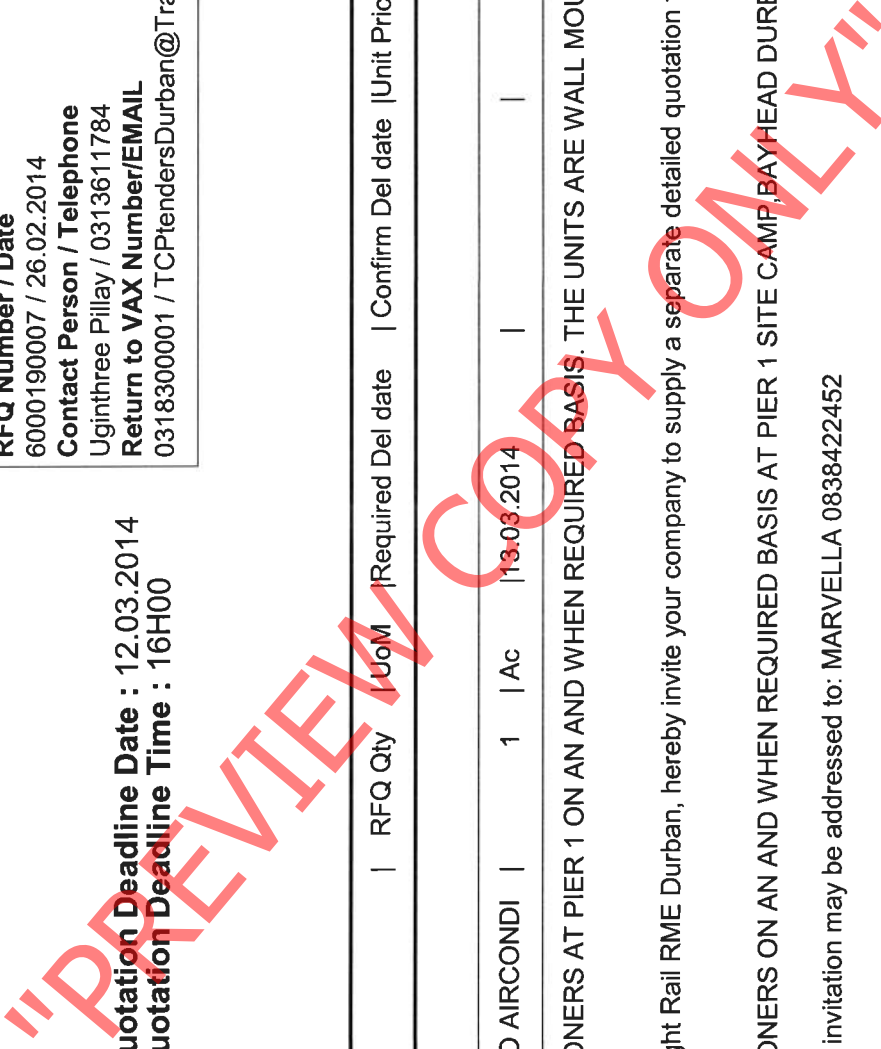 RFQ Number / Date
6000190007 / 26.02.2014
Contact Person / Telephone
Uginthree Pillay / 0313611784
Return to VAX Number/EMAIL
0318300001 / TCPtendersDurban@Tra
uotation Deadline Date : 12.03.2014
uotation Deadline Time : 16H00
| RFQ Qty | UoM |Required Del date | Confirm Del date |Unit Pric
O AIRCONDI | 1 | Ac |13.03.2014 | |
ONERS AT PIER 1 ON AN AND WHEN REQUIRED BASIS. THE UNITS ARE WALL MOU
ght Rail RME Durban, hereby invite your company to supply a separate detailed quotation
ONERS ON AN AND WHEN REQUIRED BASIS AT PIER 1 SITE CAMP,BAYHEAD DURB
invitation may be addressed to: MARVELLA 0838422452
"PREVIEW COPY ONLY"